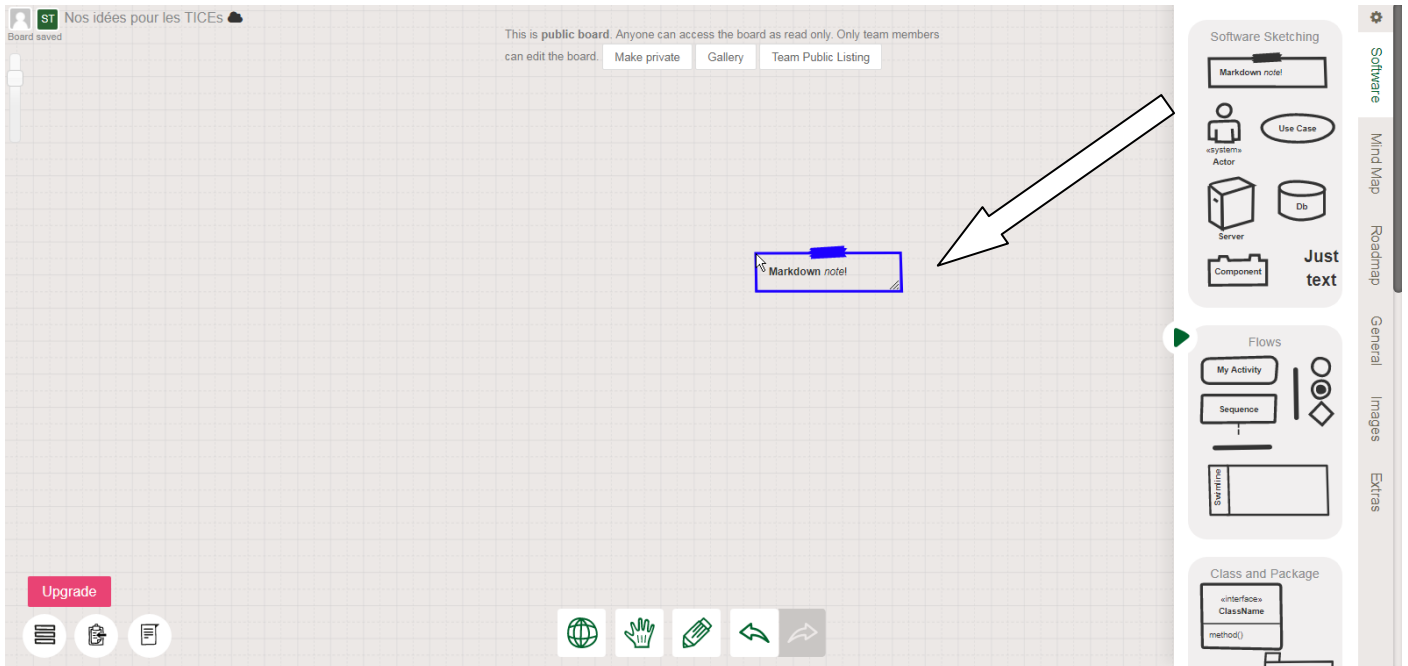 ST Nos idées pour les TICEs
Board saved
This is public board. Anyone can access the board as read only. Only team members
can edit the board. Make private Gallery Team Public Listing
Markdown note!
Upgrade
Software Sketching
Markdown note!
«system»
Actor
Use Case
Server
Db
Component
Just
text
Flows
My Activity
Sequence
Swimline
Class and Package
«interface»
ClassName
method()
Software
Mind Map
Roadmap
General
Images
Extras